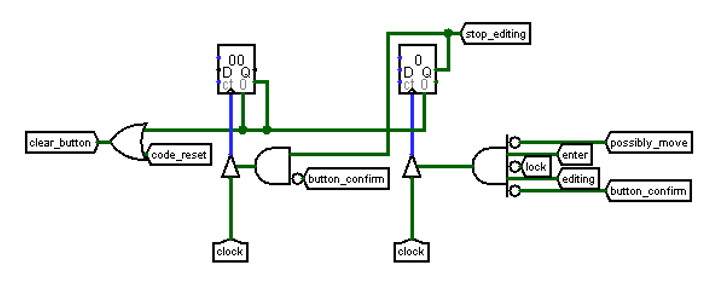 stop_editing
00
D Q
ct 0
0
D Q
ct 0
clear_button
code_reset
button_confirm
possibly_move
enter
lock
editing
button_confirm
clock
clock